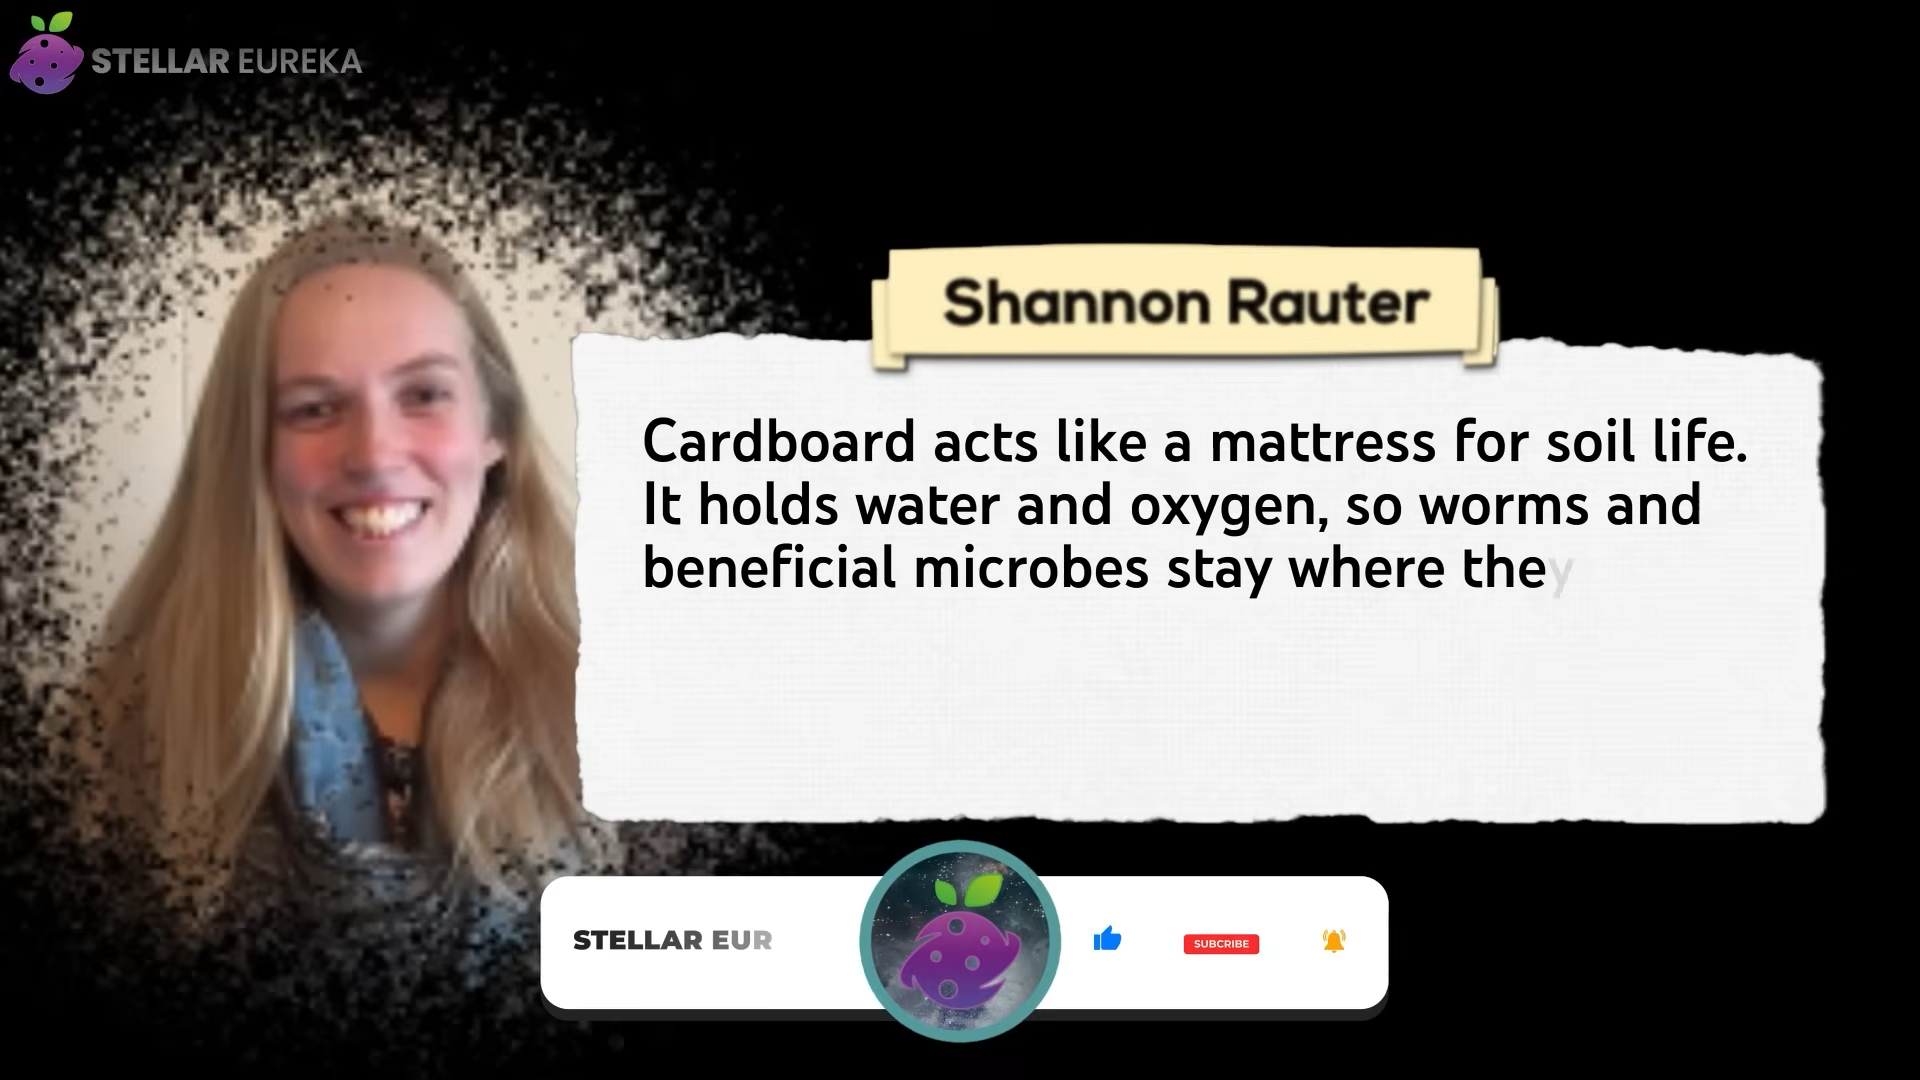 STELLAR EUREKA
Shannon Rauter
Cardboard acts like a mattress for soil life.
It holds water and oxygen, so worms and
beneficial microbes stay where they
STELLAR EUR
SUBCRIBE